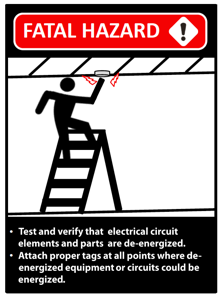 FATAL HAZARD !
• Test and verify that electrical circuit
elements and parts are de-energized.
• Attach proper tags at all points where de-
energized equipment or circuits could be
energized.